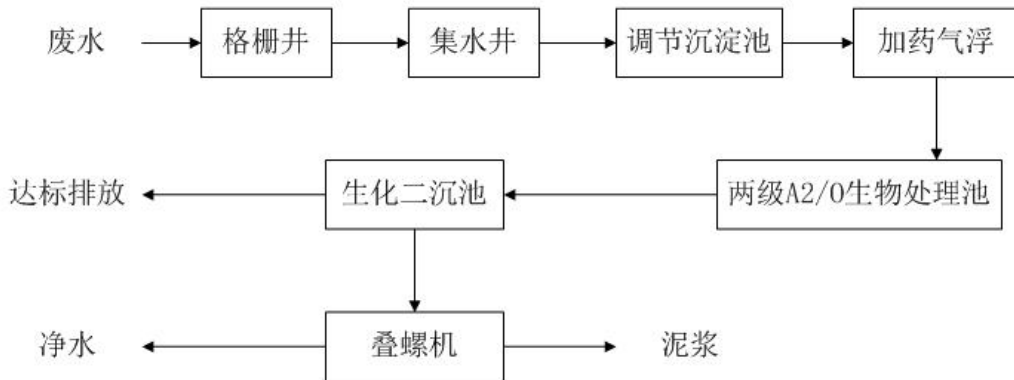 废水
格栅井
集水井
调节沉淀池
加药气浮
达标排放
生化二沉池
两级A2/O生物处理池
净水
叠螺机
泥浆